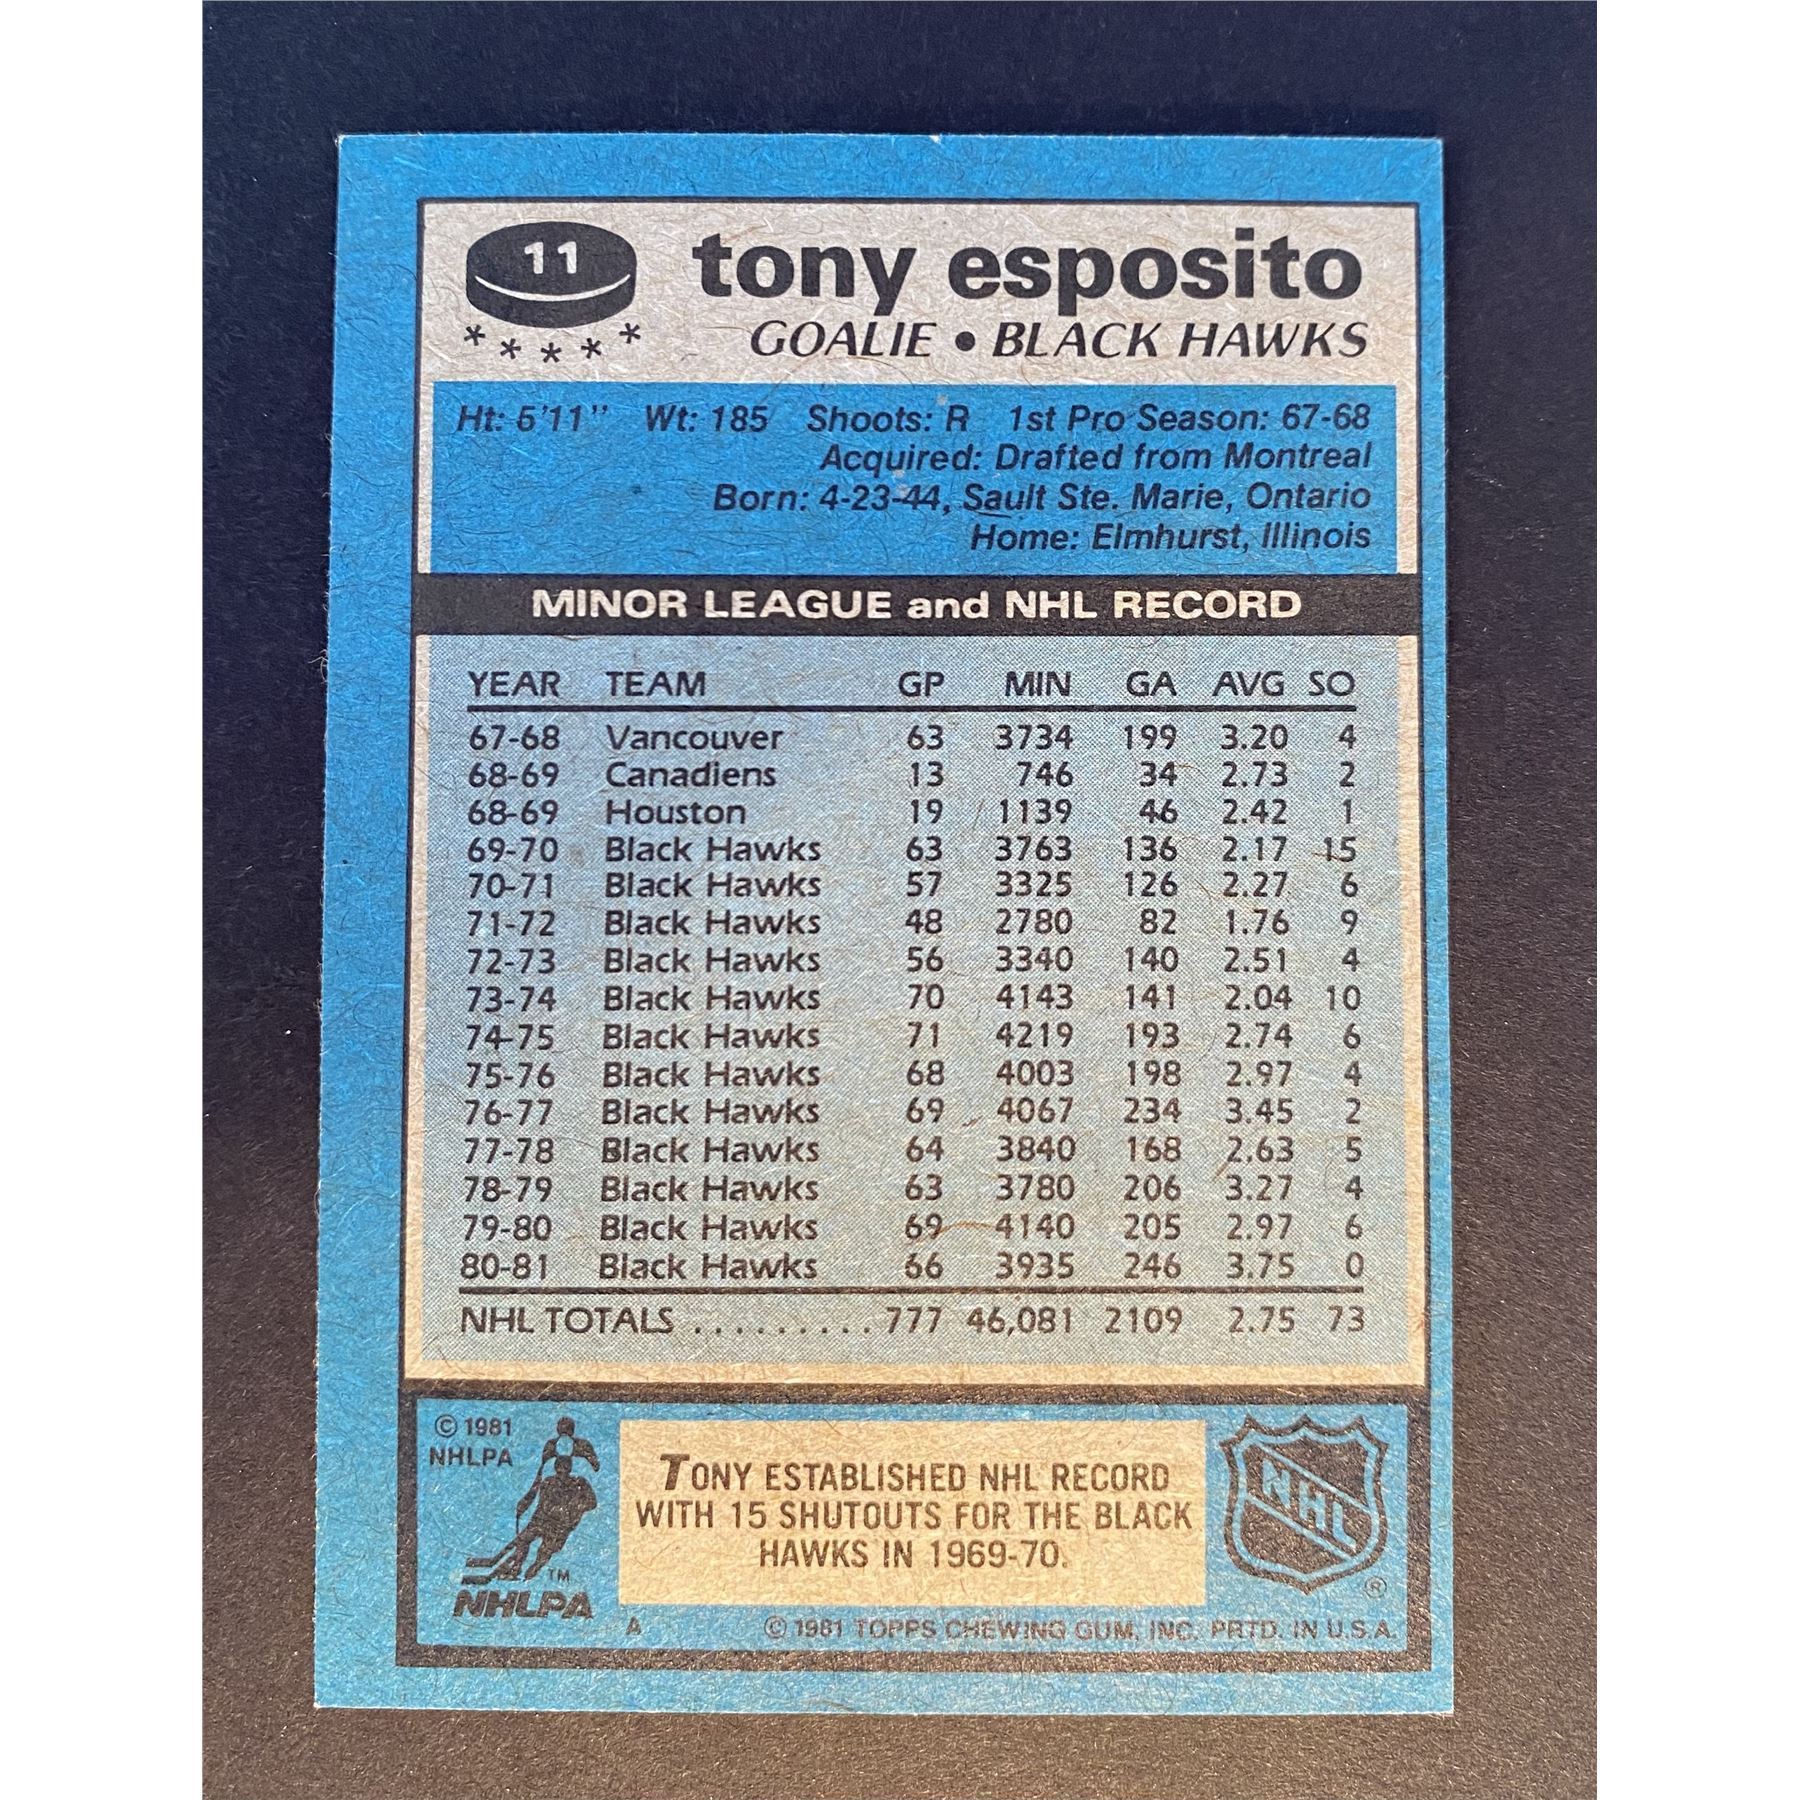 11
tony esposito
* * * * *
GOALIE • BLACK HAWKS
Ht: 5'11" Wt: 185 Shoots: R 1st Pro Season: 67-68
Acquired: Drafted from Montreal
Born: 4-23-44, Sault Ste. Marie, Ontario
Home: Elmhurst, Illinois
MINOR LEAGUE and NHL RECORD
YEAR TEAM GP MIN GA AVG SO
67-68 Vancouver 63 3734 199 3.20 4
68-69 Canadiens 13 746 34 2.73 2
68-69 Houston 19 1139 46 2.42 1
69-70 Black Hawks 63 3763 136 2.17 15
70-71 Black Hawks 57 3325 126 2.27 6
71-72 Black Hawks 48 2780 82 1.76 9
72-73 Black Hawks 56 3340 140 2.51 4
73-74 Black Hawks 70 4143 141 2.04 10
74-75 Black Hawks 71 4219 193 2.74 6
75-76 Black Hawks 68 4003 198 2.97 4
76-77 Black Hawks 69 4067 234 3.45 2
77-78 Black Hawks 64 3840 168 2.63 5
78-79 Black Hawks 63 3780 206 3.27 4
79-80 Black Hawks 69 4140 205 2.97 6
80-81 Black Hawks 66 3935 246 3.75 0
NHL TOTALS ......... 777 46,081 2109 2.75 73
© 1981
NHLPA
TM
NHLPA
TONY ESTABLISHED NHL RECORD
WITH 15 SHUTOUTS FOR THE BLACK
HAWKS IN 1969-70.
NHL
®
A © 1981 TOPPS CHEWING GUM, INC. PRTD. IN U.S.A.